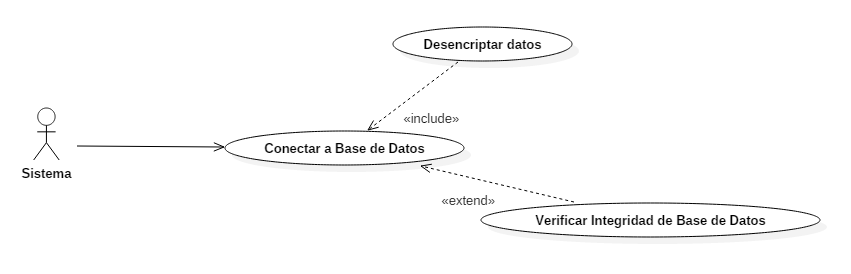 Desencriptar datos
«include»
Conectar a Base de Datos
Sistema
«extend»
Verificar Integridad de Base de Datos